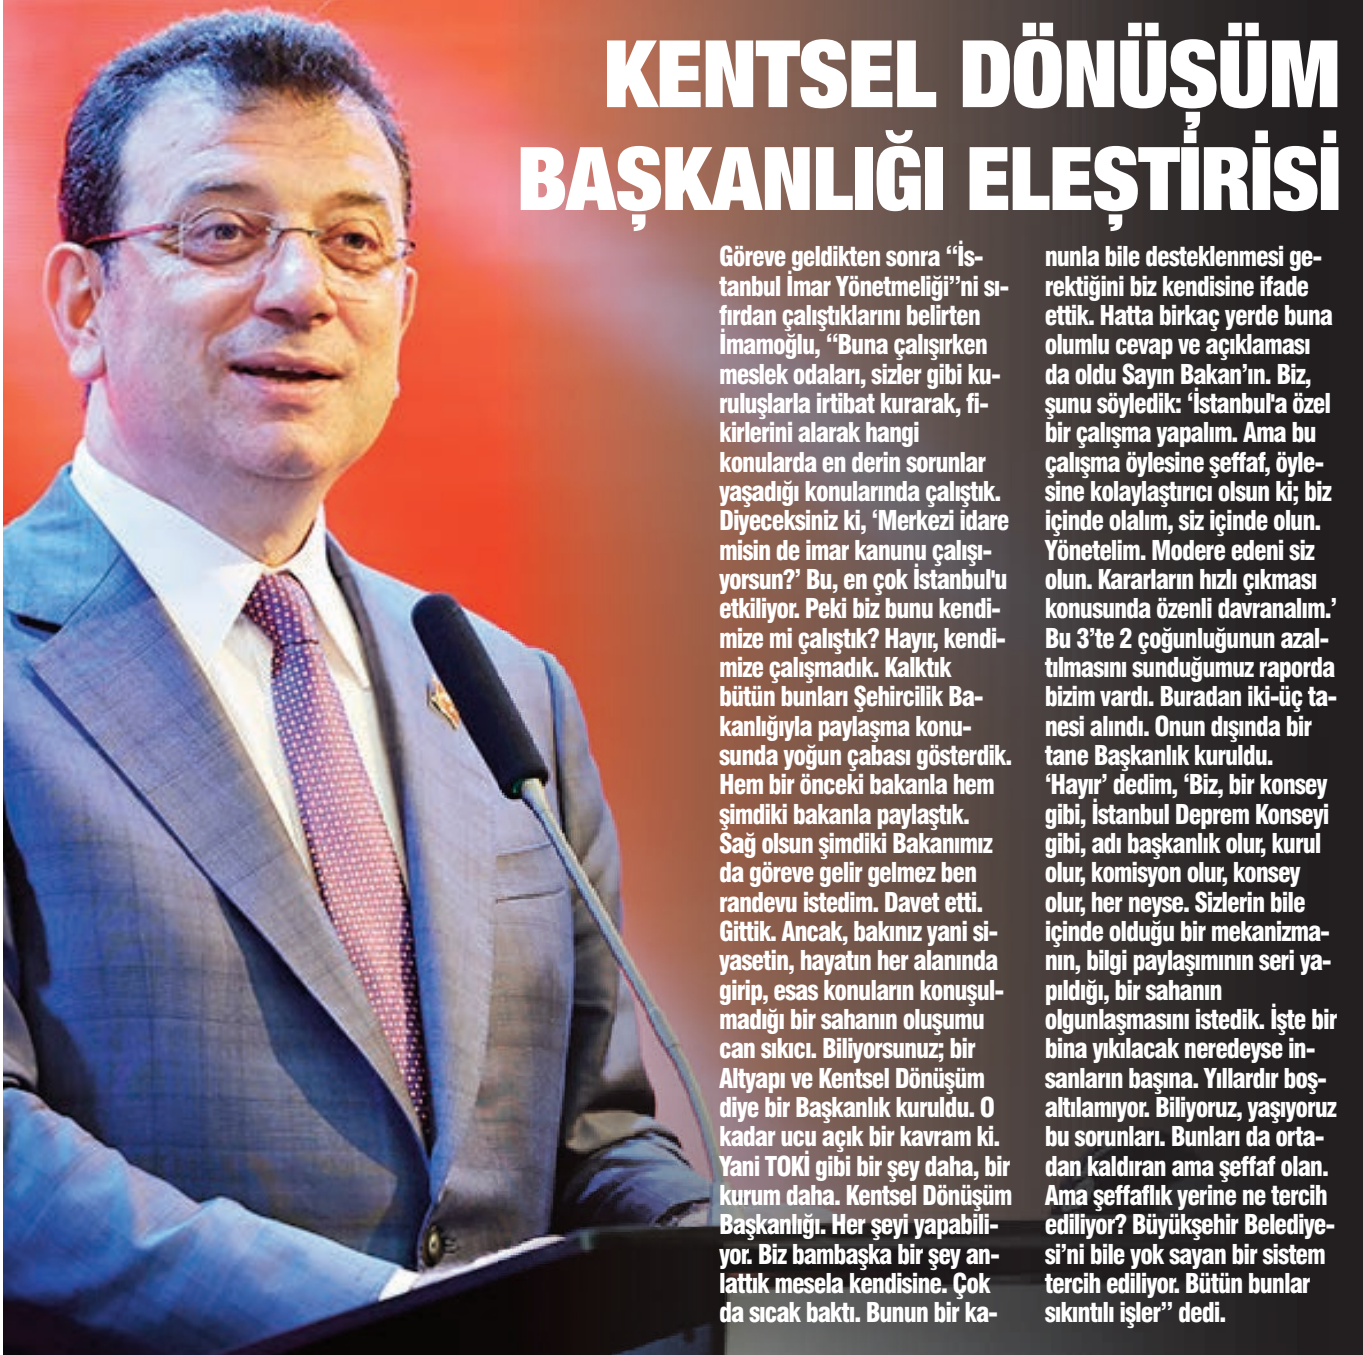 KENTSEL DÖNÜŞÜM
BAŞKANLIĞI ELEŞTİRİSİ
Göreve geldikten sonra “İs-
tanbul İmar Yönetmeliği”ni sı-
fırdan çalıştıklarını belirten
İmamoğlu, “Buna çalışırken
meslek odaları, sizler gibi ku-
ruluşlarla irtibat kurarak, fi-
kirlerini alarak hangi
konularda en derin sorunlar
yaşadığı konularında çalıştık.
Diyeceksiniz ki, ‘Merkezi idare
misin de imar kanunu çalışı-
yorsun?’ Bu, en çok İstanbul'u
etkiliyor. Peki biz bunu kendi-
mize mi çalıştık? Hayır, kendi-
mize çalışmadık. Kalktık
bütün bunları Şehircilik Ba-
kanlığıyla paylaşma konu-
sunda yoğun çabası gösterdik.
Hem bir önceki bakanla hem
şimdiki bakanla paylaştık.
Sağ olsun şimdiki Bakanımız
da göreve gelir gelmez ben
randevu istedim. Davet etti.
Gittik. Ancak, bakınız yani si-
yasetin, hayatın her alanında
girip, esas konuların konuşul-
madığı bir sahanın oluşumu
can sıkıcı. Biliyorsunuz; bir
Altyapı ve Kentsel Dönüşüm
diye bir Başkanlık kuruldu. O
kadar ucu açık bir kavram ki.
Yani TOKİ gibi bir şey daha, bir
kurum daha. Kentsel Dönüşüm
Başkanlığı. Her şeyi yapabili-
yor. Biz bambaşka bir şey an-
lattık mesela kendisine. Çok
da sıcak baktı. Bunun bir ka-
nunla bile desteklenmesi ge-
rektiğini biz kendisine ifade
ettik. Hatta birkaç yerde buna
olumlu cevap ve açıklaması
da oldu Sayın Bakan’ın. Biz,
şunu söyledik: ‘İstanbul'a özel
bir çalışma yapalım. Ama bu
çalışma öylesine şeffaf, öyle-
sine kolaylaştırıcı olsun ki; biz
içinde olalım, siz içinde olun.
Yönetelim. Modere edeni siz
olun. Kararların hızlı çıkması
konusunda özenli davranalım.’
Bu 3’te 2 çoğunluğunun azal-
tılmasını sunduğumuz raporda
bizim vardı. Buradan iki-üç ta-
nesi alındı. Onun dışında bir
tane Başkanlık kuruldu.
‘Hayır’ dedim, ‘Biz, bir konsey
gibi, İstanbul Deprem Konseyi
gibi, adı başkanlık olur, kurul
olur, komisyon olur, konsey
olur, her neyse. Sizlerin bile
içinde olduğu bir mekanizma-
nın, bilgi paylaşımının seri ya-
pıldığı, bir sahanın
olgunlaşmasını istedik. İşte bir
bina yıkılacak neredeyse in-
sanların başına. Yıllardır boş-
altılamıyor. Biliyoruz, yaşıyoruz
bu sorunları. Bunları da orta-
dan kaldıran ama şeffaf olan.
Ama şeffaflık yerine ne tercih
ediliyor? Büyükşehir Belediye-
si’ni bile yok sayan bir sistem
tercih ediliyor. Bütün bunlar
sıkıntılı işler” dedi.